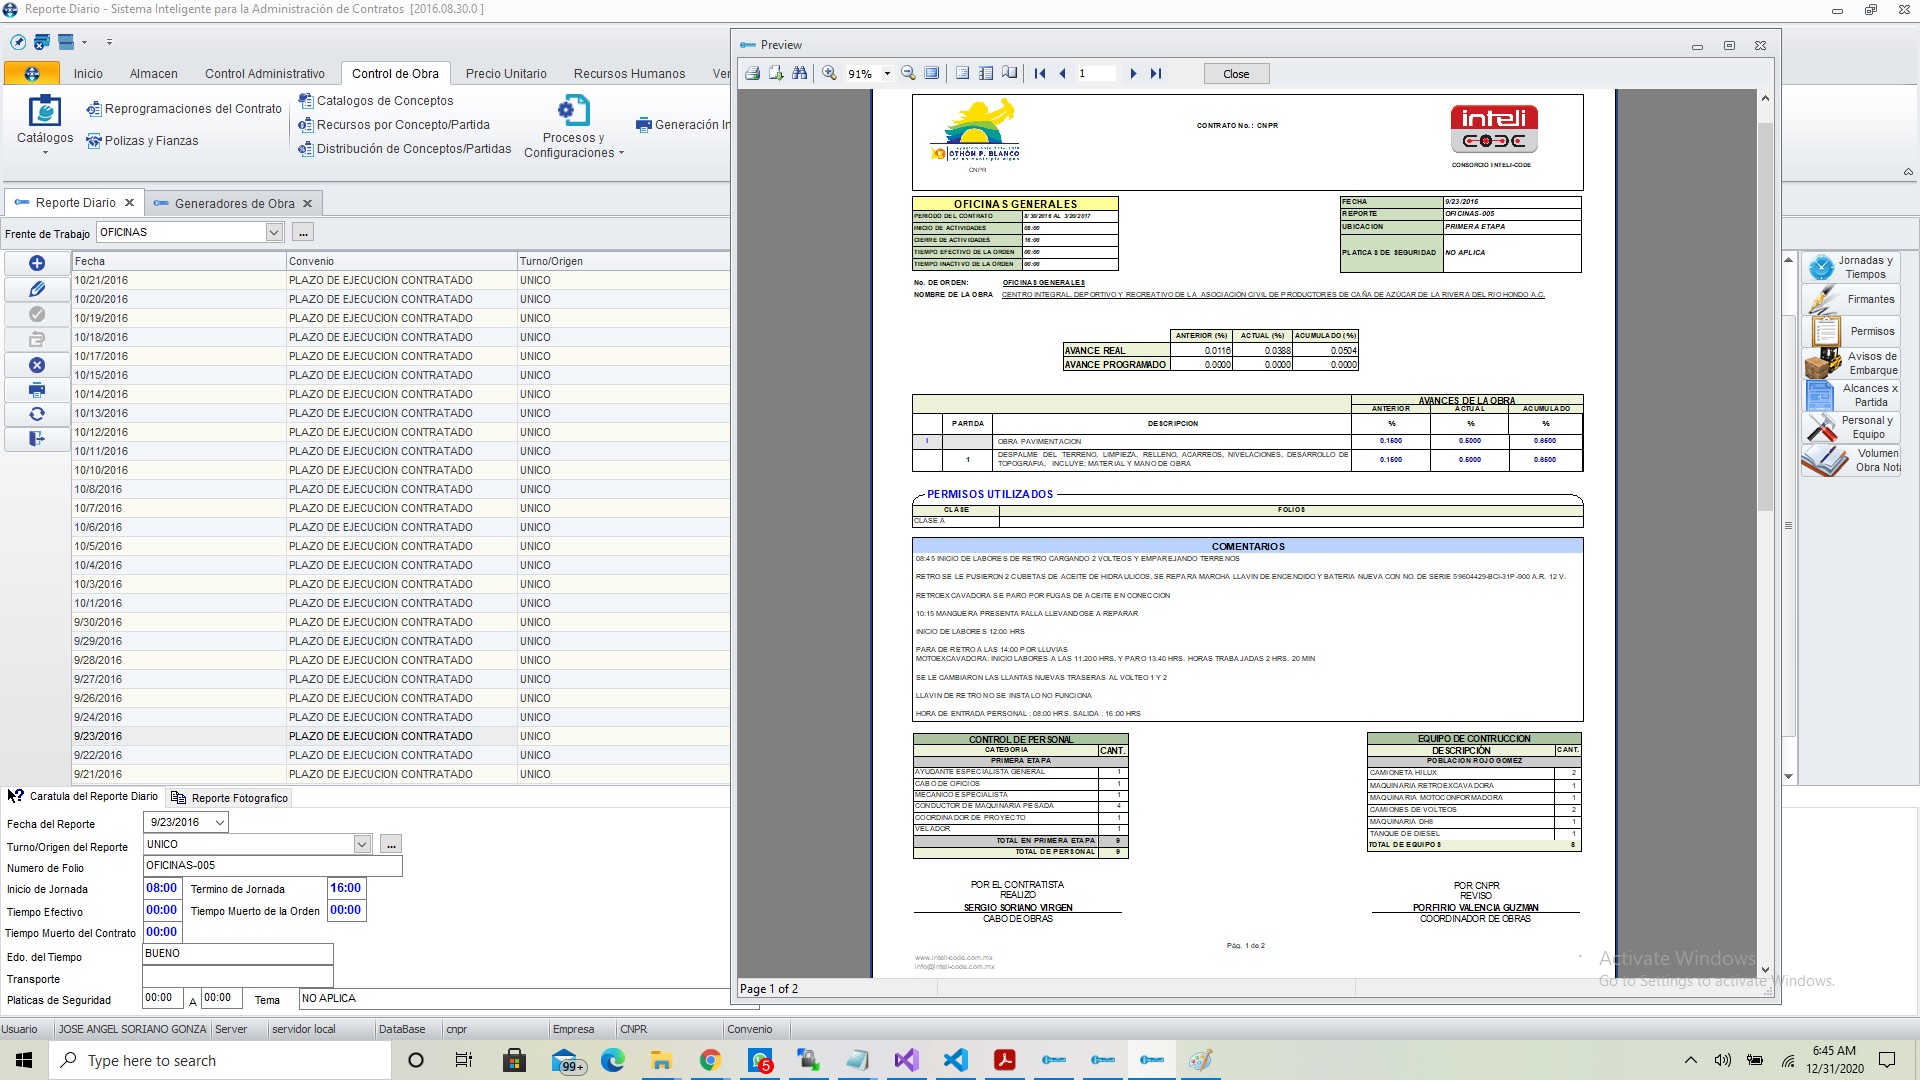 Reporte Diario - Sistema Inteligente para la Administración de Contratos [2016.08.30.0 ]
Inicio Almacen Control Administrativo Control de Obra Precio Unitario Recursos Humanos Ver
Catálogos
Reprogramaciones del Contrato
Polizas y Fianzas
Catalogos de Conceptos
Recursos por Concepto/Partida
Distribución de Conceptos/Partidas
Procesos y
Configuraciones
Generación In
Reporte Diario
Generadores de Obra
Frente de Trabajo OFICINAS ...
Fecha Convenio Turno/Origen
10/21/2016 PLAZO DE EJECUCION CONTRATADO UNICO
10/20/2016 PLAZO DE EJECUCION CONTRATADO UNICO
10/19/2016 PLAZO DE EJECUCION CONTRATADO UNICO
10/18/2016 PLAZO DE EJECUCION CONTRATADO UNICO
10/17/2016 PLAZO DE EJECUCION CONTRATADO UNICO
10/15/2016 PLAZO DE EJECUCION CONTRATADO UNICO
10/14/2016 PLAZO DE EJECUCION CONTRATADO UNICO
10/13/2016 PLAZO DE EJECUCION CONTRATADO UNICO
10/12/2016 PLAZO DE EJECUCION CONTRATADO UNICO
10/11/2016 PLAZO DE EJECUCION CONTRATADO UNICO
10/10/2016 PLAZO DE EJECUCION CONTRATADO UNICO
10/8/2016 PLAZO DE EJECUCION CONTRATADO UNICO
10/7/2016 PLAZO DE EJECUCION CONTRATADO UNICO
10/6/2016 PLAZO DE EJECUCION CONTRATADO UNICO
10/5/2016 PLAZO DE EJECUCION CONTRATADO UNICO
10/4/2016 PLAZO DE EJECUCION CONTRATADO UNICO
10/3/2016 PLAZO DE EJECUCION CONTRATADO UNICO
10/1/2016 PLAZO DE EJECUCION CONTRATADO UNICO
9/30/2016 PLAZO DE EJECUCION CONTRATADO UNICO
9/29/2016 PLAZO DE EJECUCION CONTRATADO UNICO
9/28/2016 PLAZO DE EJECUCION CONTRATADO UNICO
9/27/2016 PLAZO DE EJECUCION CONTRATADO UNICO
9/26/2016 PLAZO DE EJECUCION CONTRATADO UNICO
9/24/2016 PLAZO DE EJECUCION CONTRATADO UNICO
9/23/2016 PLAZO DE EJECUCION CONTRATADO UNICO
9/22/2016 PLAZO DE EJECUCION CONTRATADO UNICO
9/21/2016 PLAZO DE EJECUCION CONTRATADO UNICO
Caratula del Reporte Diario
Reporte Fotografico
Fecha del Reporte 9/23/2016
Turno/Origen del Reporte UNICO ...
Numero de Folio OFICINAS-005
Inicio de Jornada 08:00 Termino de Jornada 16:00
Tiempo Efectivo 00:00 Tiempo Muerto de la Orden 00:00
Tiempo Muerto del Contrato 00:00
Edo. del Tiempo BUENO
Transporte
Platicas de Seguridad 00:00 A 00:00 Tema NO APLICA
Preview
91% 1 Close
OTHÓN P. BLANCO
CNPR
CONTRATO No. : CNPR
inteli
CODE
CONSORCIO INTELI-CODE
OFICINAS GENERALES
PERIODO DEL CONTRATO 8/30/2016 AL 3/20/2017
INICIO DE ACTIVIDADES 08:00
CIERRE DE ACTIVIDADES 16:00
TIEMPO EFECTIVO DE LA ORDEN 00:00
TIEMPO INACTIVO DE LA ORDEN 00:00
FECHA 9/23/2016
REPORTE OFICINAS-005
UBICACION PRIMERA ETAPA
PLATICAS DE SEGURIDAD NO APLICA
No. DE ORDEN: OFICINAS GENERALES
NOMBRE DE LA OBRA CENTRO INTEGRAL, DEPORTIVO Y RECREATIVO DE LA ASOCIACIÓN CIVIL DE PRODUCTORES DE CAÑA DE AZÚCAR DE LA RIVERA DEL RIO HONDO A.C.
ANTERIOR (%) ACTUAL (%) ACUMULADO (%)
AVANCE REAL 0.0116 0.0388 0.0504
AVANCE PROGRAMADO 0.0000 0.0000 0.0000
AVANCES DE LA OBRA
ANTERIOR ACTUAL ACUMULADO
PARTIDA DESCRIPCION % % %
I OBRA PAVIMENTACION 0.1500 0.5000 0.6500
1 DESPALME DEL TERRENO, LIMPIEZA, RELLENO, ACARREOS, NIVELACIONES, DESARROLLO DE
TOPOGRAFIA, INCLUYE; MATERIAL Y MANO DE OBRA 0.1500 0.5000 0.6500
PERMISOS UTILIZADOS
CLASE FOLIOS
CLASE A
COMENTARIOS
08:45 INICIO DE LABORES DE RETRO CARGANDO 2 VOLTEOS Y EMPAREJANDO TERRENOS
RETRO SE LE PUSIERON 2 CUBETAS DE ACEITE DE HIDRAULICOS, SE REPARA MARCHA LLAVIN DE ENCENDIDO Y BATERIA NUEVA CON NO. DE SERIE 59604429-BCI-31P-900 A.R. 12 V.
RETROEXCAVADORA SE PARO POR FUGAS DE ACEITE EN CONECCION
10:15 MANGUERA PRESENTA FALLA LLEVANDOSE A REPARAR
INICIO DE LABORES 12:00 HRS
PARA DE RETRO A LAS 14:00 POR LLUVIAS
MOTOEXCAVADORA: INICIO LABORES A LAS 11:200 HRS. Y PARO 13:40 HRS. HORAS TRABAJADAS 2 HRS. 20 MIN
SE LE CAMBIARON LAS LLANTAS NUEVAS TRASERAS AL VOLTEO 1 Y 2
LLAVIN DE RETRO NO SE INSTALO NO FUNCIONA
HORA DE ENTRADA PERSONAL : 08:00 HRS. SALIDA : 16:00 HRS
CONTROL DE PERSONAL
CATEGORIA CANT.
PRIMERA ETAPA
AYUDANTE ESPECIALISTA GENERAL 1
CABO DE OFICIOS 1
MECANICO ESPECIALISTA 1
CONDUCTOR DE MAQUINARIA PESADA 4
COORDINADOR DE PROYECTO 1
VELADOR 1
TOTAL EN PRIMERA ETAPA 9
TOTAL DE PERSONAL 9
EQUIPO DE CONTRUCCION
DESCRIPCIÓN CANT.
POBLACION ROJO GOMEZ
CAMIONETA HILUX 2
MAQUINARIA RETROEXCAVADORA 1
MAQUINARIA MOTOCONFORMADORA 1
CAMIONES DE VOLTEOS 2
MAQUINARIA DH8 1
TANQUE DE DIESEL 1
TOTAL DE EQUIPOS 8
POR EL CONTRATISTA
REALIZO
SERGIO SORIANO VIRGEN
CABO DE OBRAS
POR CNPR
REVISO
PORFIRIO VALENCIA GUZMAN
COORDINADOR DE OBRAS
Pág. 1 de 2
www.inteli-code.com.mx
info@inteli-code.com.mx
Page 1 of 2
Jornadas y
Tiempos
Firmantes
Permisos
Avisos de
Embarque
Alcances x
Partida
Personal y
Equipo
Volumen
Obra Not
Activate Windows
Go to Settings to activate Windows.
Usuario JOSE ANGEL SORIANO GONZA Server servidor local DataBase cnpr Empresa CNPR Convenio
Type here to search
99+
5
6:45 AM
12/31/2020